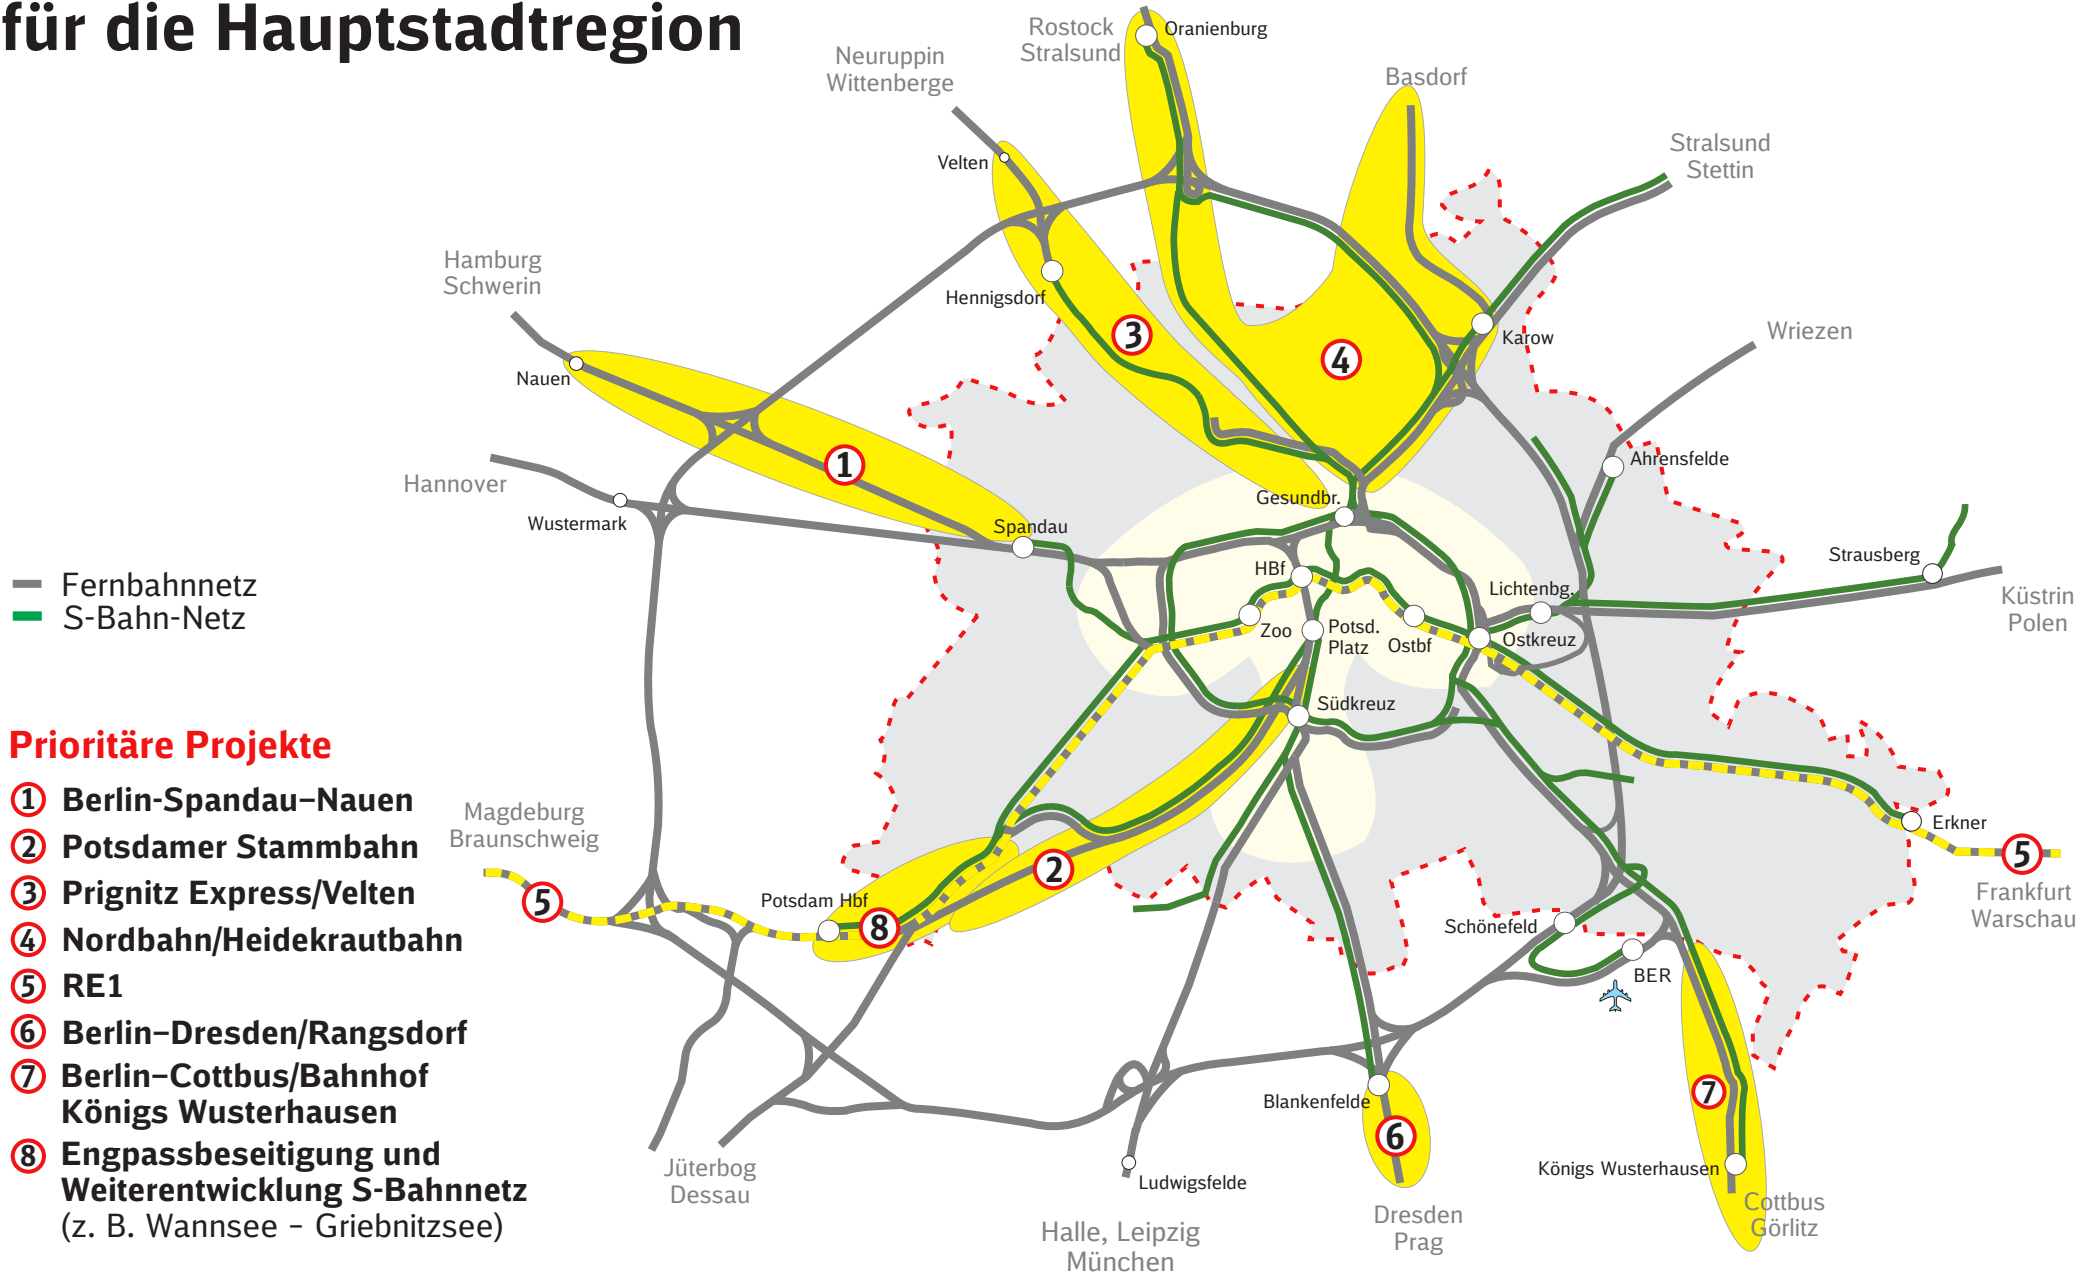 für die Hauptstadtregion
Rostock
Stralsund
Oranienburg
Neuruppin
Wittenberge
Basdorf
Velten
Stralsund
Stettin
Hamburg
Schwerin
Hennigsdorf
3
4
Karow
Wriezen
Nauen
1
Ahrensfelde
Hannover
Wustermark
Gesundbr.
Spandau
Strausberg
HBf
Lichtenbg.
Küstrin
Polen
Zoo
Potsd.
Platz
Ostbf
Ostkreuz
Südkreuz
Fernbahnnetz
S-Bahn-Netz
Prioritäre Projekte
1 Berlin-Spandau–Nauen
2 Potsdamer Stammbahn
3 Prignitz Express/Velten
4 Nordbahn/Heidekrautbahn
5 RE1
6 Berlin–Dresden/Rangsdorf
7 Berlin–Cottbus/Bahnhof
Königs Wusterhausen
8 Engpassbeseitigung und
Weiterentwicklung S-Bahnnetz
(z. B. Wannsee – Griebnitzsee)
Magdeburg
Braunschweig
5
Potsdam Hbf
8
2
Erkner
5
Frankfurt
Warschau
Schönefeld
BER
Blankenfelde
6
7
Königs Wusterhausen
Jüterbog
Dessau
Ludwigsfelde
Halle, Leipzig
München
Dresden
Prag
Cottbus
Görlitz